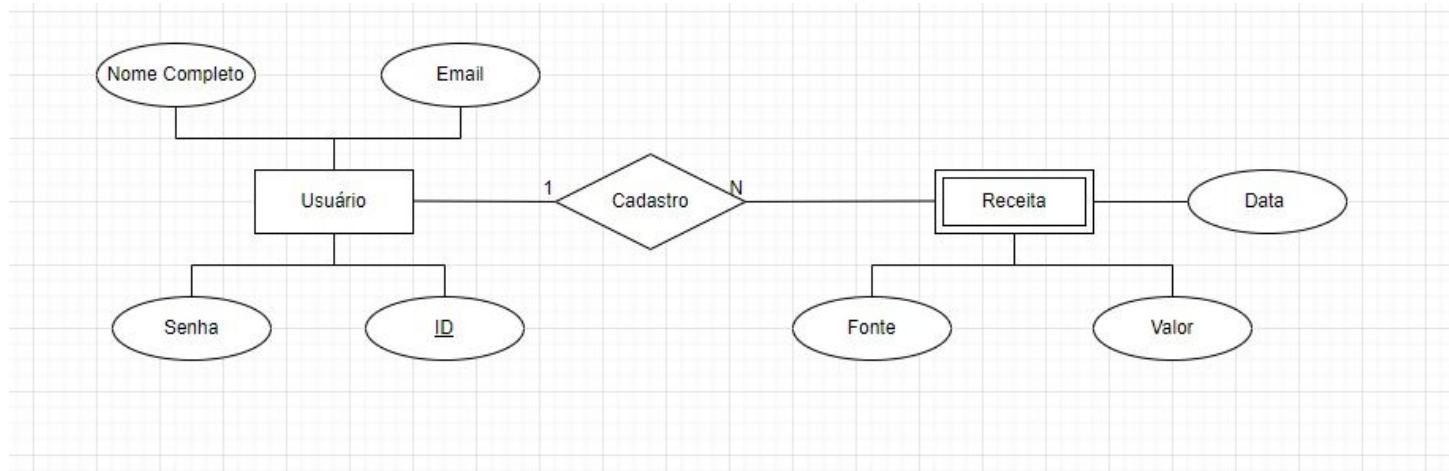 Nome Completo
Email
Usuário
1
Cadastro
N
Receita
Data
Senha
ID
Fonte
Valor